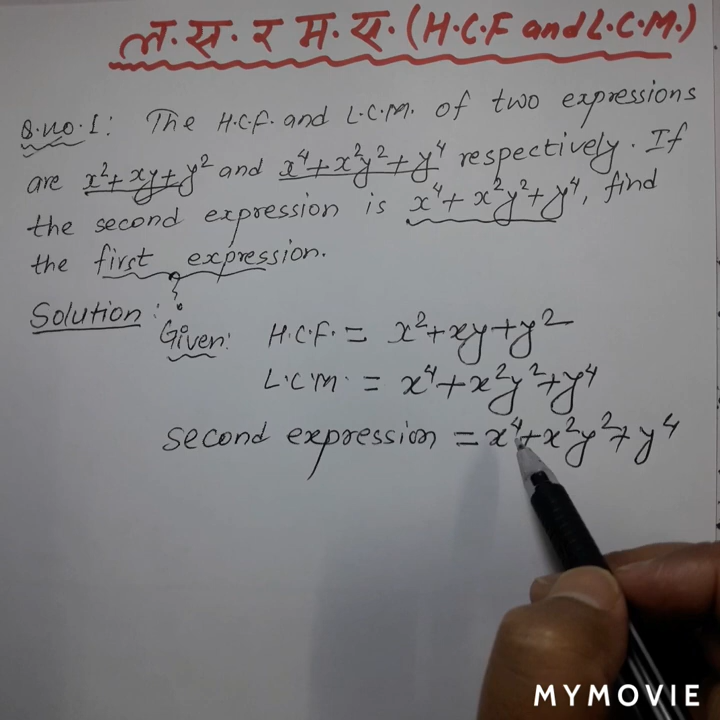 ल.स. र म.स. (H.C.F and L.C.M.)
Q.no.1: The H.C.F. and L.C.M. of two expressions
are x²+xy+y² and x⁴+x²y²+y⁴ respectively. If
the second expression is x⁴+x²y²+y⁴, find
the first expression.
Solution:
Given: H.C.F. = x²+xy+y²
L.C.M. = x⁴+x²y²+y⁴
second expression = x⁴+x²y²+y⁴
MYMOVIE